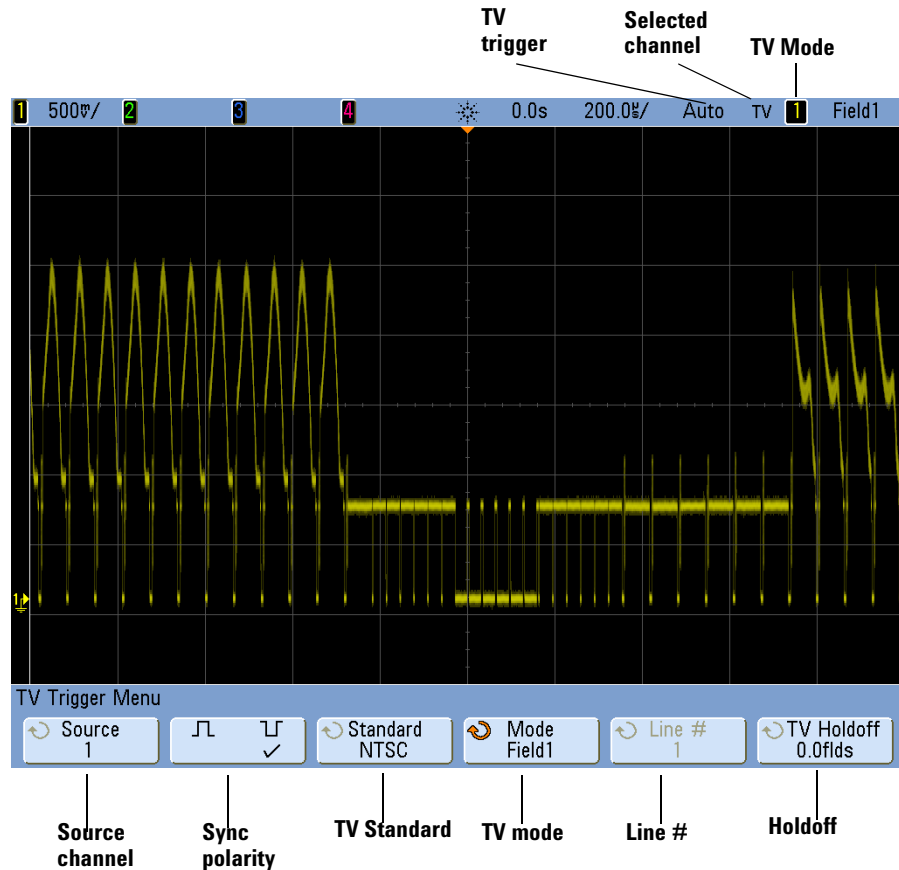 TV
trigger
Selected
channel
TV Mode
1 500mV/ 2 3 4 0.0s 200.0us/ Auto TV 1 Field1
1
TV Trigger Menu
Source
1
✓
Standard
NTSC
Mode
Field1
Line #
1
TV Holdoff
0.0flds
Source
channel
Sync
polarity
TV Standard
TV mode
Line #
Holdoff